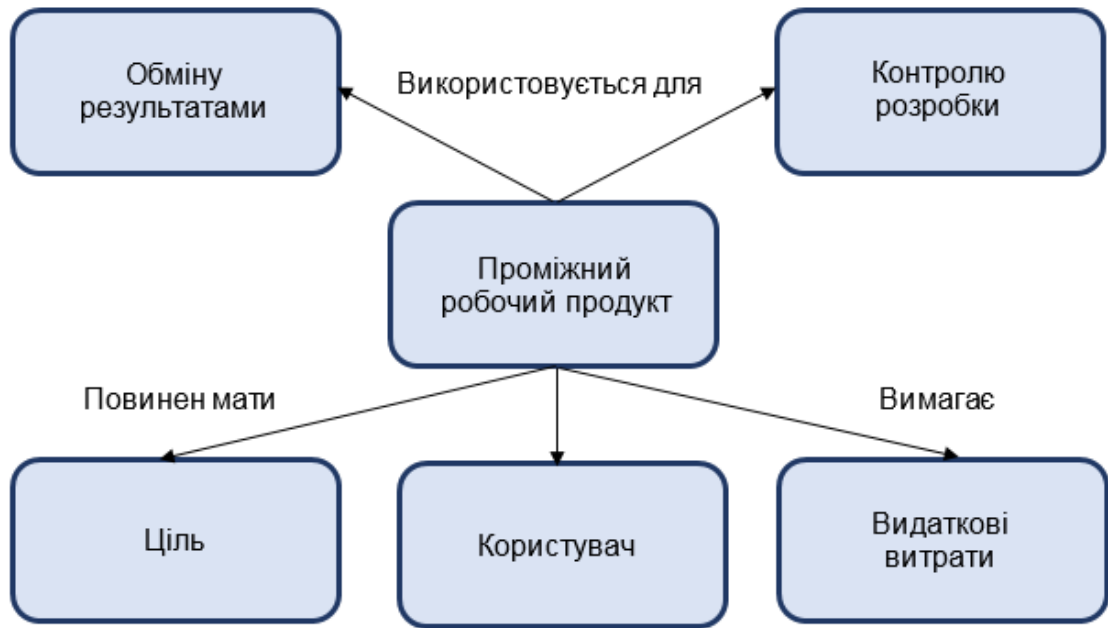 Обміну
результатами
Використовується для
Контролю
розробки
Проміжний
робочий продукт
Повинен мати
Вимагає
Ціль
Користувач
Видаткові
витрати